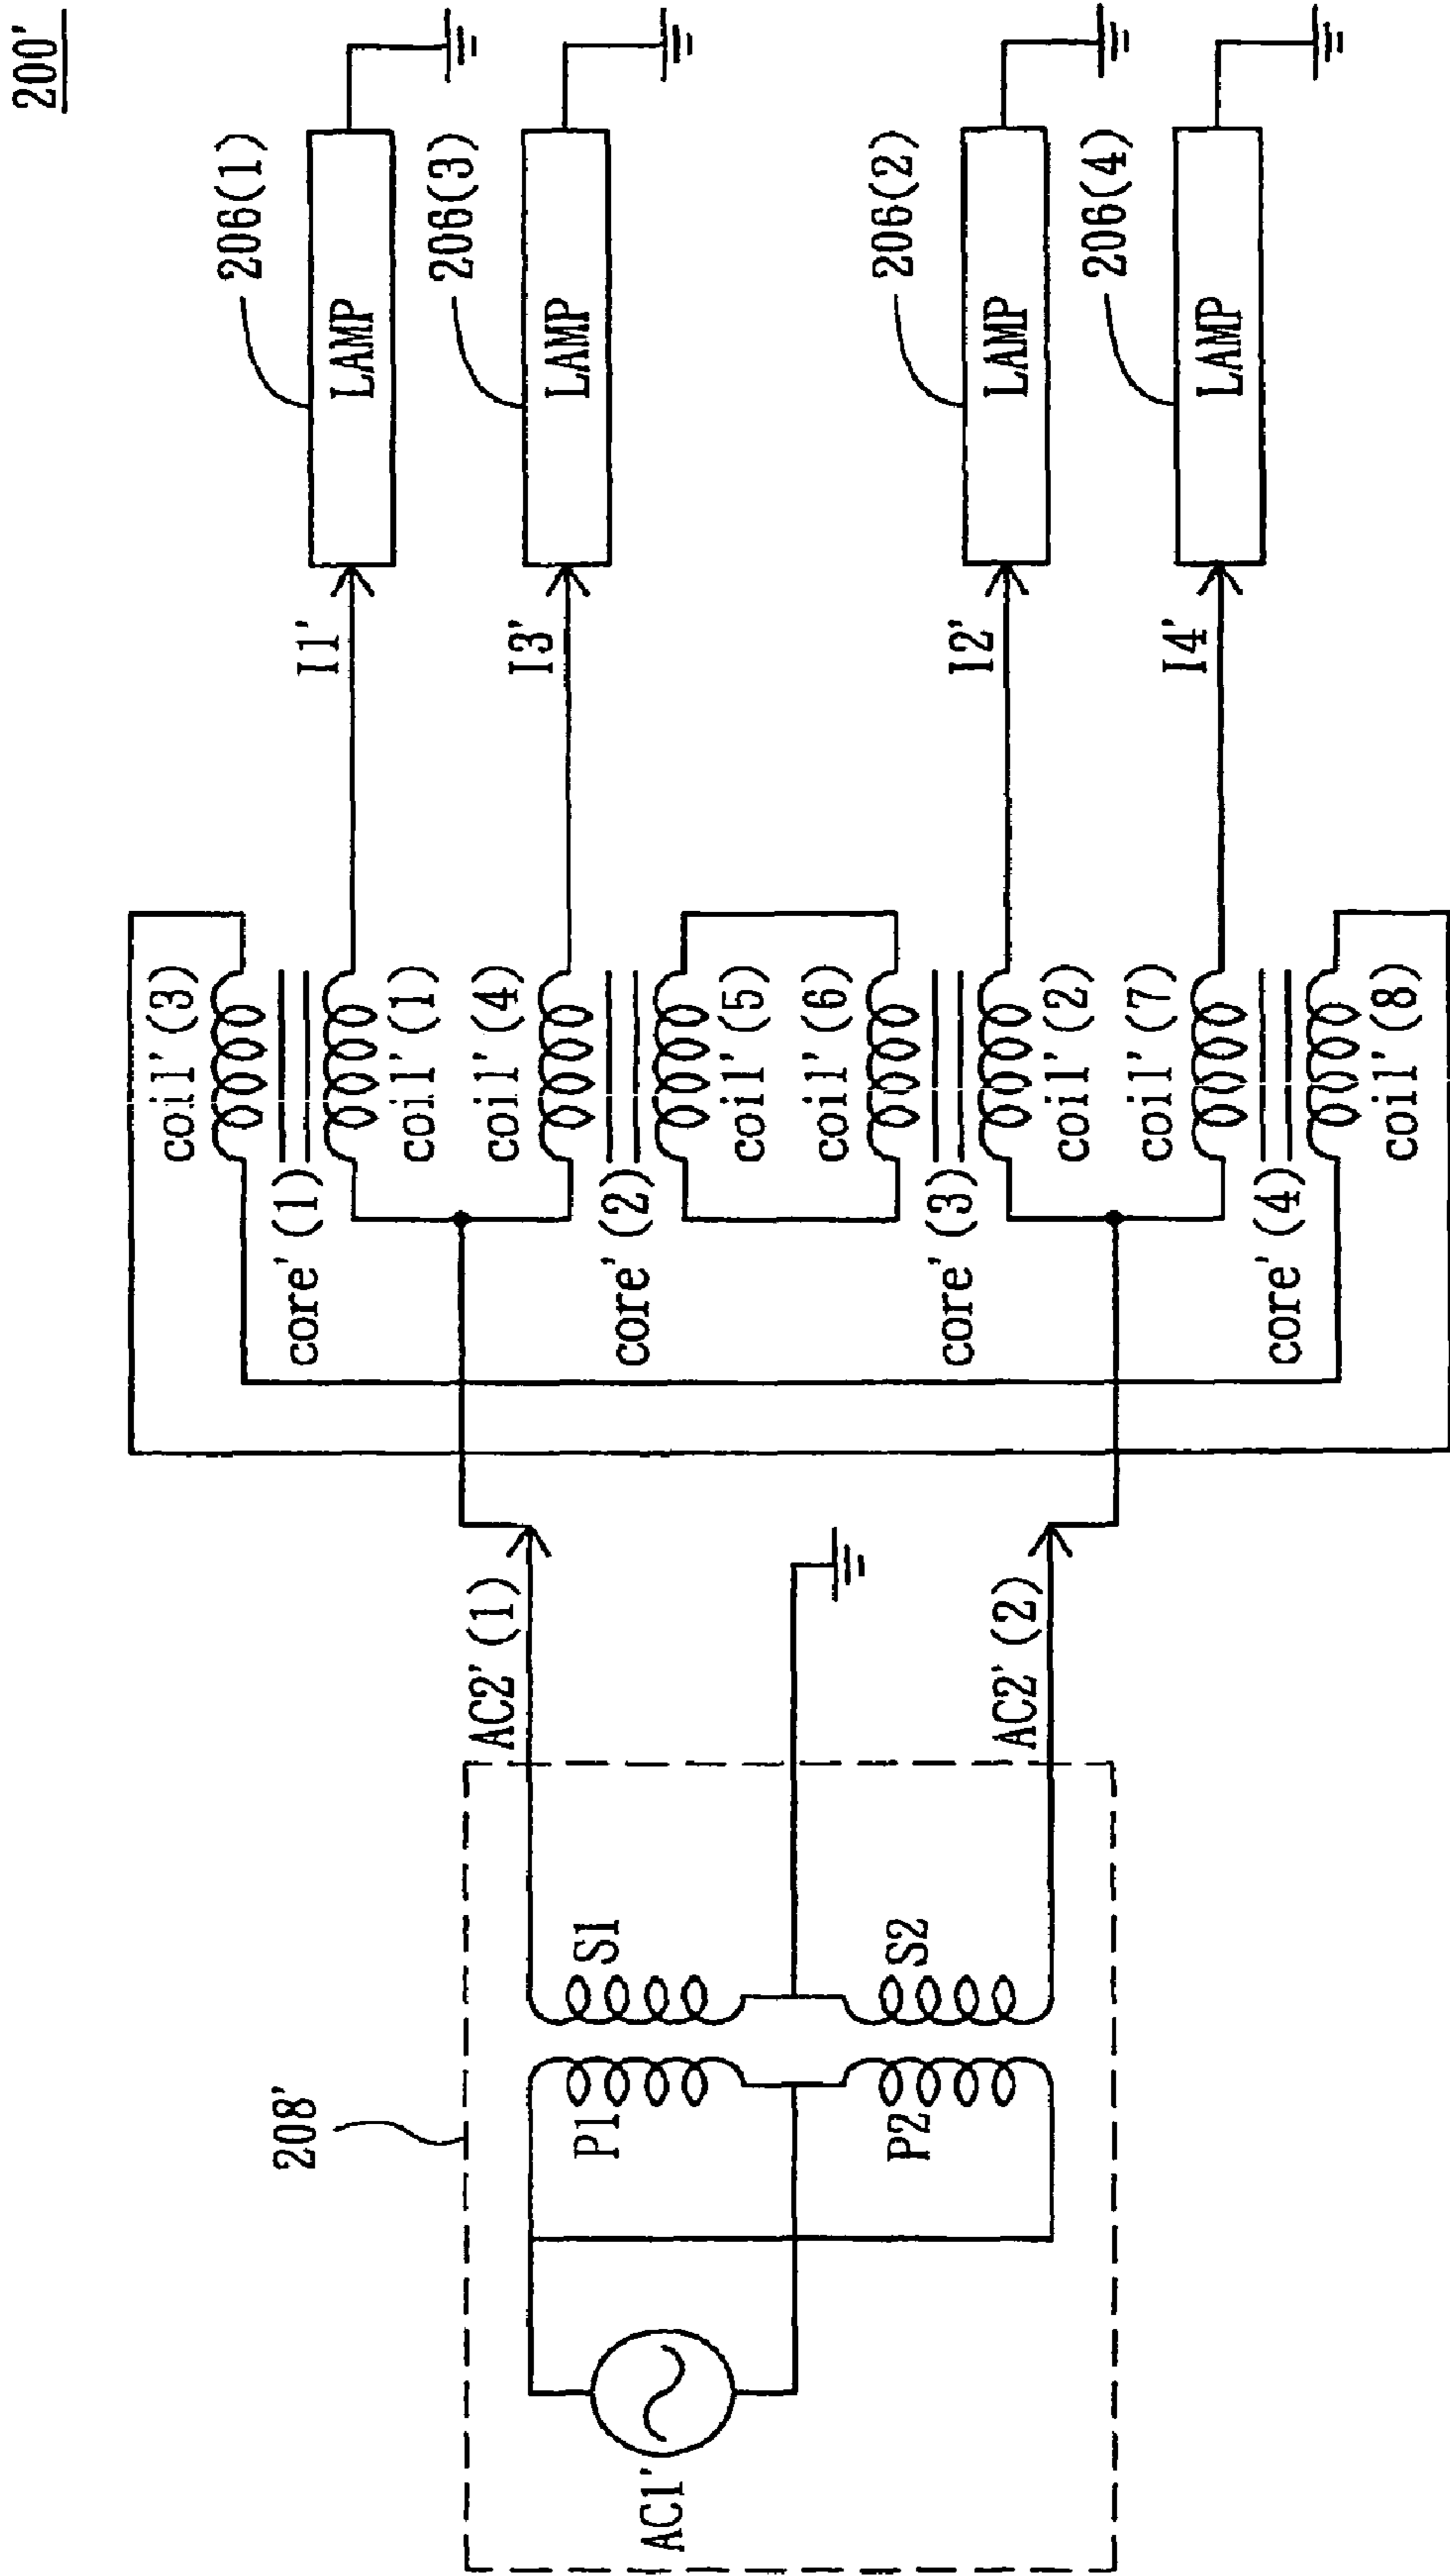 200'
208'
AC1'
P1
P2
S1
S2
AC2' (1)
AC2' (2)
coil' (3)
core' (1)
coil' (1)
coil' (4)
core' (2)
coil' (5)
coil' (6)
core' (3)
coil' (2)
coil' (7)
core' (4)
coil' (8)
I1'
I3'
I2'
I4'
206(1)
LAMP
206(3)
LAMP
206(2)
LAMP
206(4)
LAMP